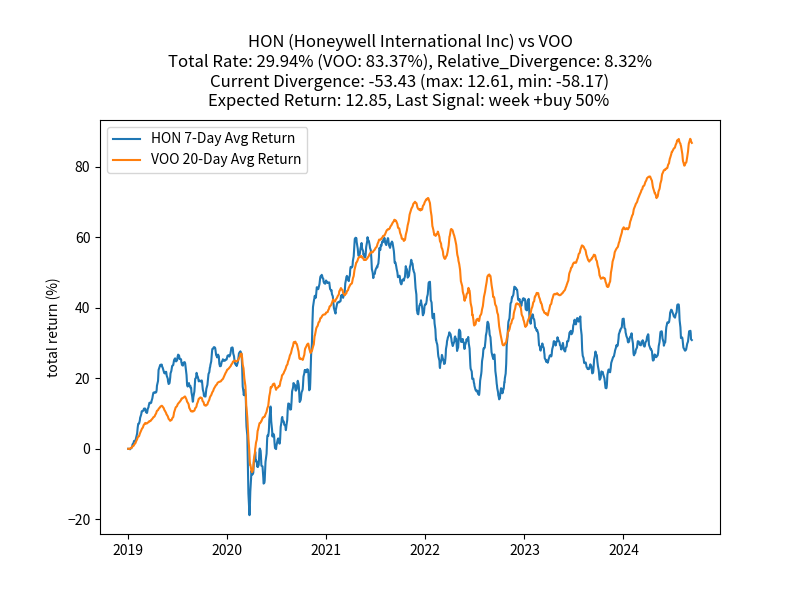 HON (Honeywell International Inc) vs VOO
Total Rate: 29.94% (VOO: 83.37%), Relative_Divergence: 8.32%
Current Divergence: -53.43 (max: 12.61, min: -58.17)
Expected Return: 12.85, Last Signal: week +buy 50%
HON 7-Day Avg Return
VOO 20-Day Avg Return
total return (%)
80
60
40
20
0
−20
2019 2020 2021 2022 2023 2024